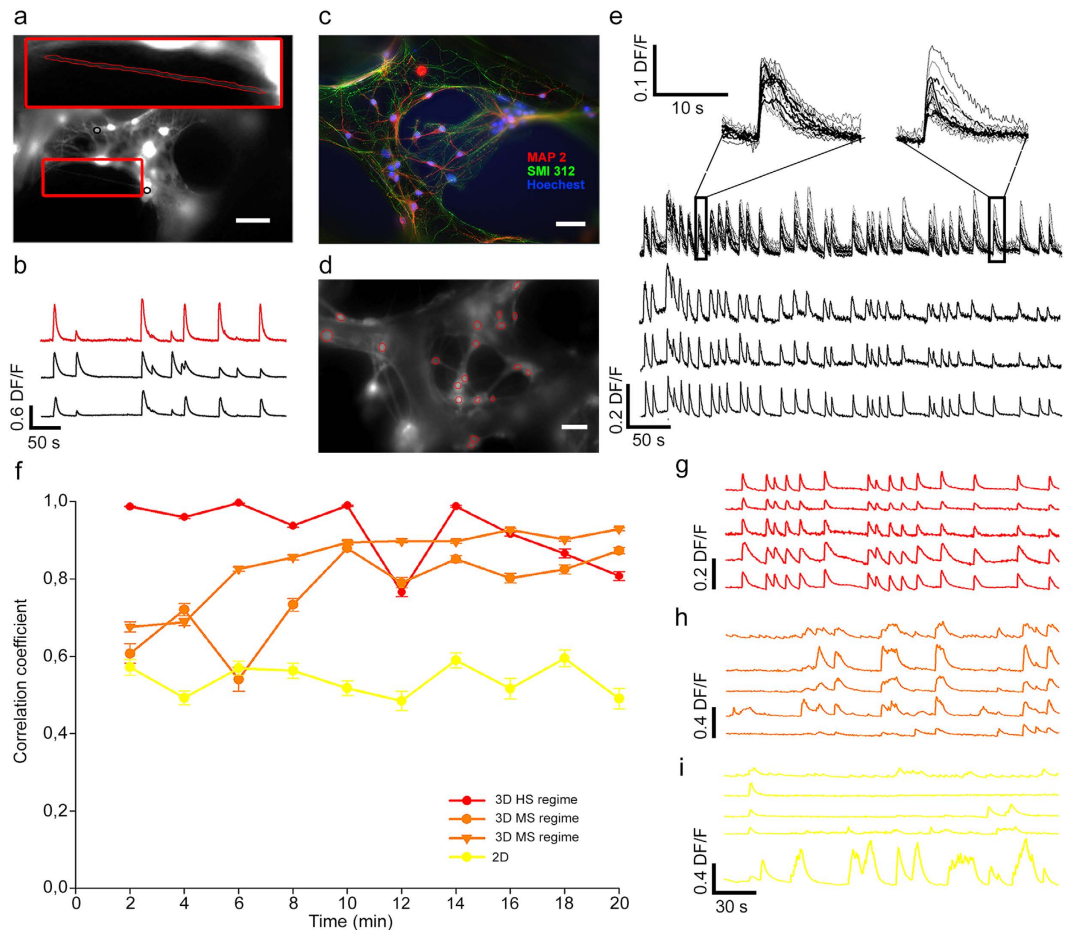 a
b
0.6 DF/F
50 s
c
MAP 2
SMI 312
Hoechest
d
e
0.1 DF/F
10 s
0.2 DF/F
50 s
f
Correlation coefficient
1,0
0,8
0,6
0,4
0,2
0,0
0
2
4
6
8
10
12
14
16
18
20
Time (min)
3D HS regime
3D MS regime
3D MS regime
2D
g
0.2 DF/F
h
0.4 DF/F
i
0.4 DF/F
30 s